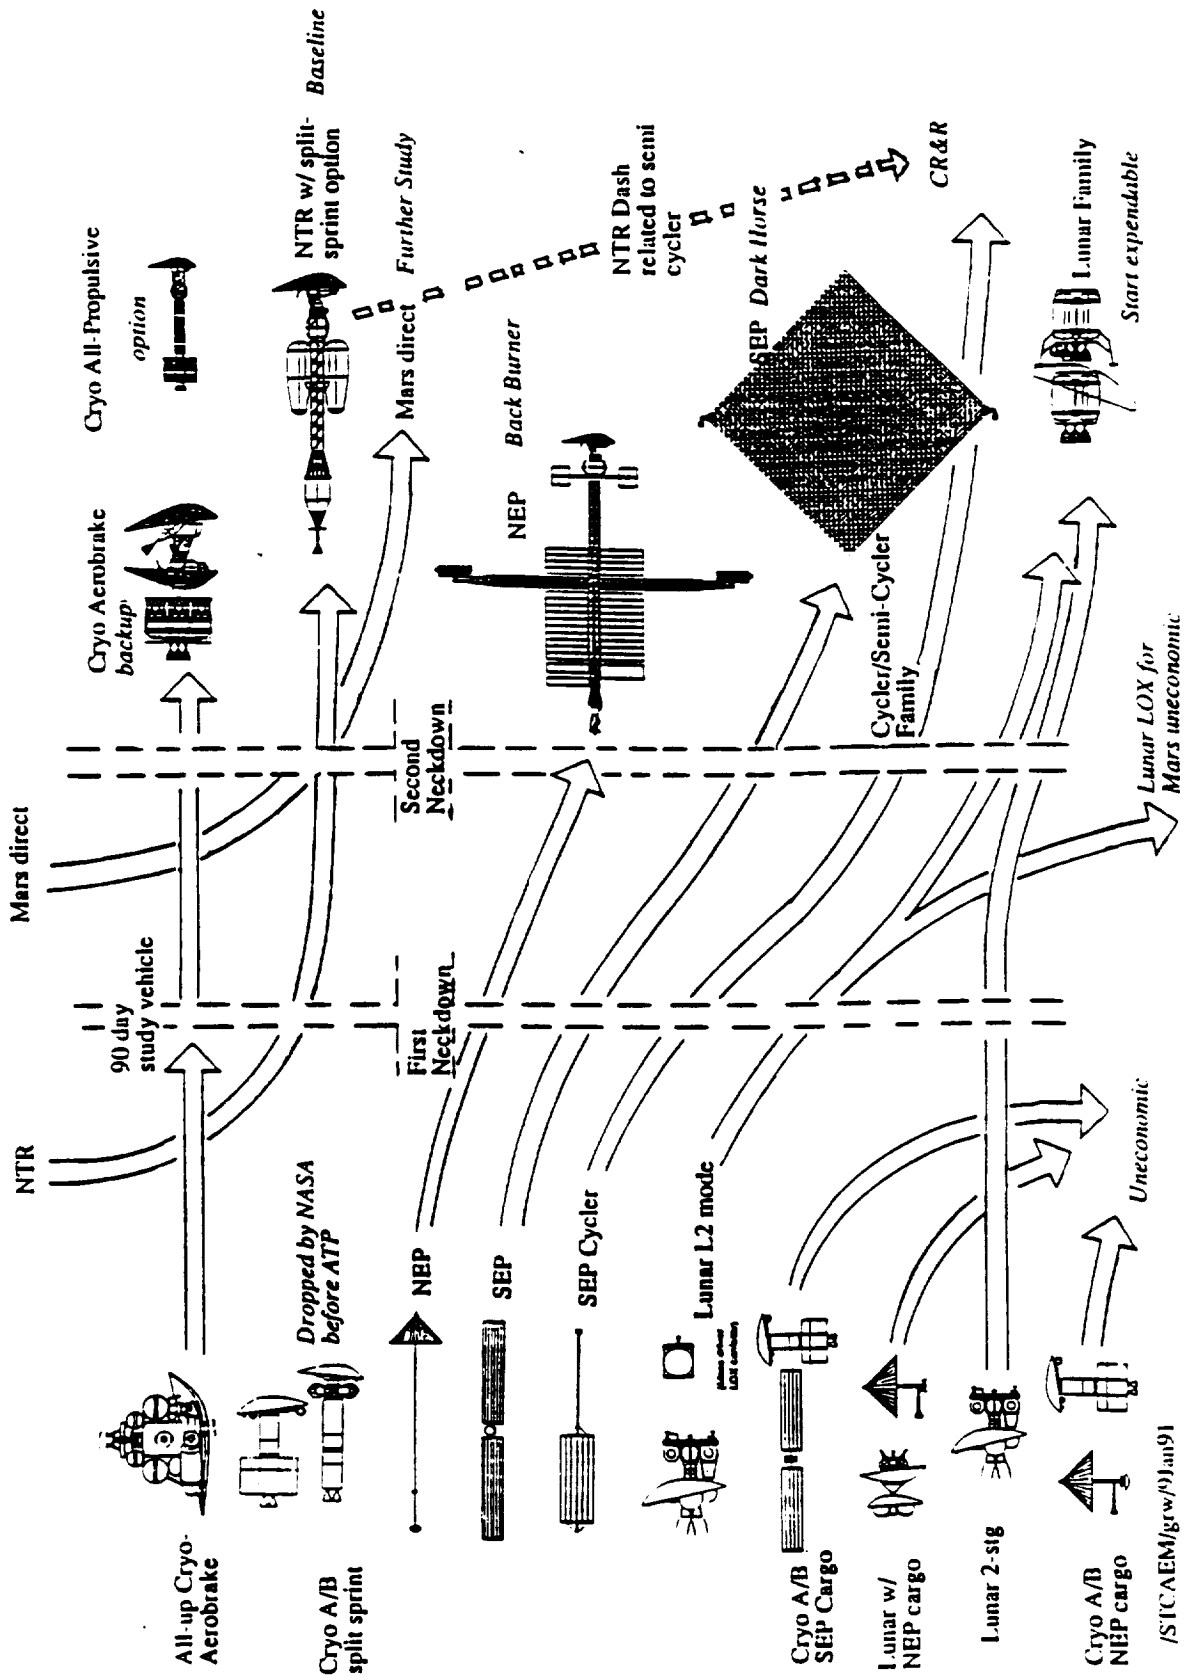 All-up Cryo-
Aerobrake
Cryo A/B
split sprint
Dropped by NASA
before ATP
NEP
SEP
SEP Cycler
Lunar L2 mode
Cryo A/B
SEP Cargo
Lunar w/
NEP cargo
Lunar 2-stg
Cryo A/B
NEP cargo
/STCAEM/grw/9Jan91
NTR
90 day
study vehicle
First
Neckdown
Uneconomic
Mars direct
Second
Neckdown
Lunar LOX for
Mars uneconomic
Cryo Aerobrake
backup
Cryo All-Propulsive
option
NTR w/ split-
sprint option
Baseline
Mars direct
Further Study
NEP
Back Burner
NTR Dash
related to semi
cycler
SEP
Dark Horse
Cycler/Semi-Cycler
Family
CR&R
Lunar Family
Start expendable